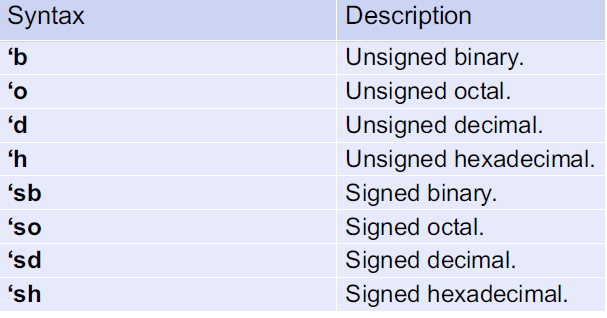 Syntax Description
‘b Unsigned binary.
‘o Unsigned octal.
‘d Unsigned decimal.
‘h Unsigned hexadecimal.
‘sb Signed binary.
‘so Signed octal.
‘sd Signed decimal.
‘sh Signed hexadecimal.